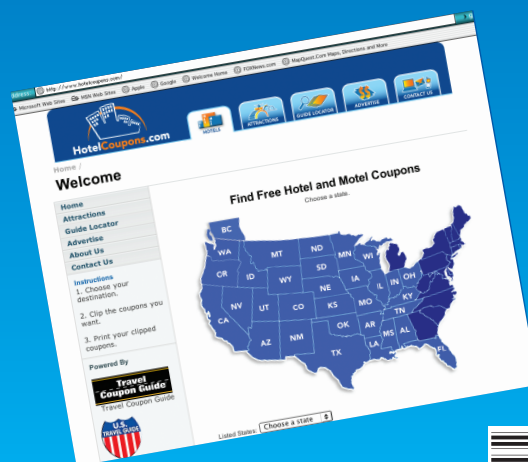 http://www.hotelcoupons.com/
Microsoft Web Sites MSN Web Sites Apple Google Welcome Home FOXNews.com MapQuest.Com Maps, Directions and More
HotelCoupons.com
HOTELS
ATTRACTIONS
GUIDE LOCATOR
ADVERTISE
CONTACT US
Home /
Welcome
Home
Attractions
Guide Locator
Advertise
About Us
Contact Us
Instructions
1. Choose your
destination.
2. Clip the coupons you
want.
3. Print your clipped
coupons.
Powered By
Travel
Coupon Guide
Travel Coupon Guide
U.S.
TRAVEL GUIDE
Find Free Hotel and Motel Coupons
Choose a state.
BC
WA MT ND MN WI
OR ID WY SD IA IL IN OH
NV UT CO NE KS MO KY
CA AZ NM OK AR TN
TX LA MS AL
FL
Listed States: Choose a state